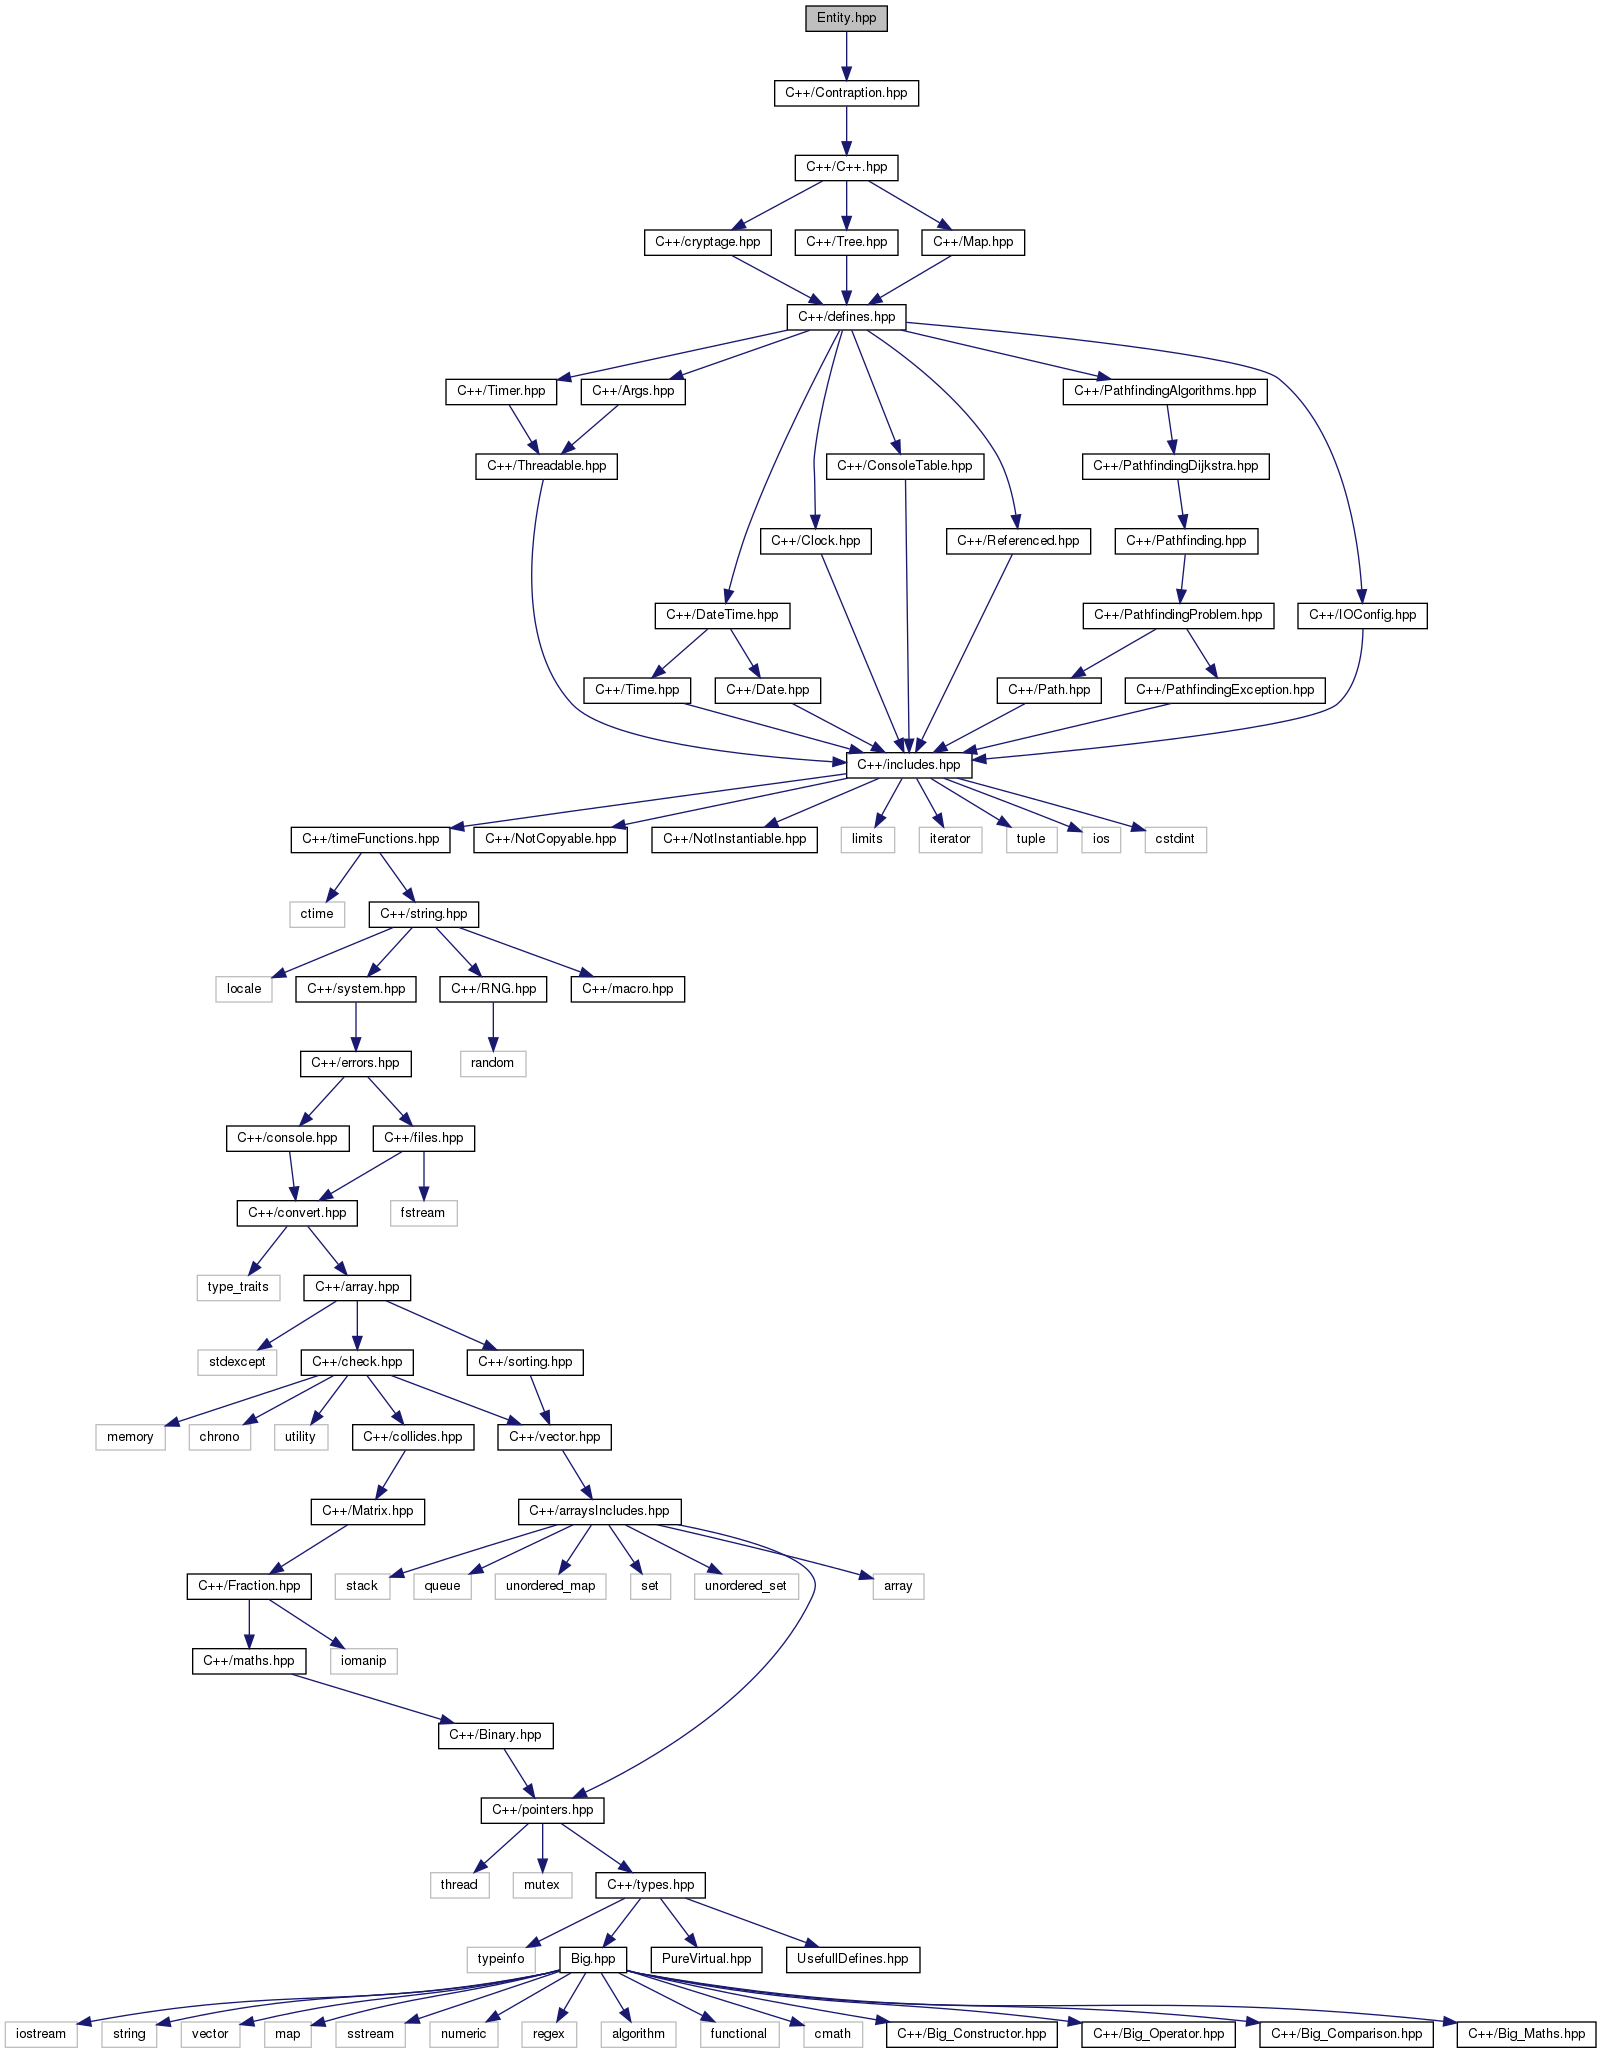 Entity.hpp
C++/Contraption.hpp
C++/C++.hpp
C++/cryptage.hpp
C++/Tree.hpp
C++/Map.hpp
C++/defines.hpp
C++/Timer.hpp
C++/Args.hpp
C++/PathfindingAlgorithms.hpp
C++/Threadable.hpp
C++/ConsoleTable.hpp
C++/PathfindingDijkstra.hpp
C++/Clock.hpp
C++/Referenced.hpp
C++/Pathfinding.hpp
C++/DateTime.hpp
C++/PathfindingProblem.hpp
C++/IOConfig.hpp
C++/Time.hpp
C++/Date.hpp
C++/Path.hpp
C++/PathfindingException.hpp
C++/includes.hpp
C++/timeFunctions.hpp
C++/NotCopyable.hpp
C++/NotInstantiable.hpp
limits
iterator
tuple
ios
cstdint
ctime
C++/string.hpp
locale
C++/system.hpp
C++/RNG.hpp
C++/macro.hpp
C++/errors.hpp
random
C++/console.hpp
C++/files.hpp
C++/convert.hpp
fstream
type_traits
C++/array.hpp
stdexcept
C++/check.hpp
C++/sorting.hpp
memory
chrono
utility
C++/collides.hpp
C++/vector.hpp
C++/Matrix.hpp
C++/arraysIncludes.hpp
C++/Fraction.hpp
stack
queue
unordered_map
set
unordered_set
array
C++/maths.hpp
iomanip
C++/Binary.hpp
C++/pointers.hpp
thread
mutex
C++/types.hpp
typeinfo
Big.hpp
PureVirtual.hpp
UsefullDefines.hpp
iostream
string
vector
map
sstream
numeric
regex
algorithm
functional
cmath
C++/Big_Constructor.hpp
C++/Big_Operator.hpp
C++/Big_Comparison.hpp
C++/Big_Maths.hpp